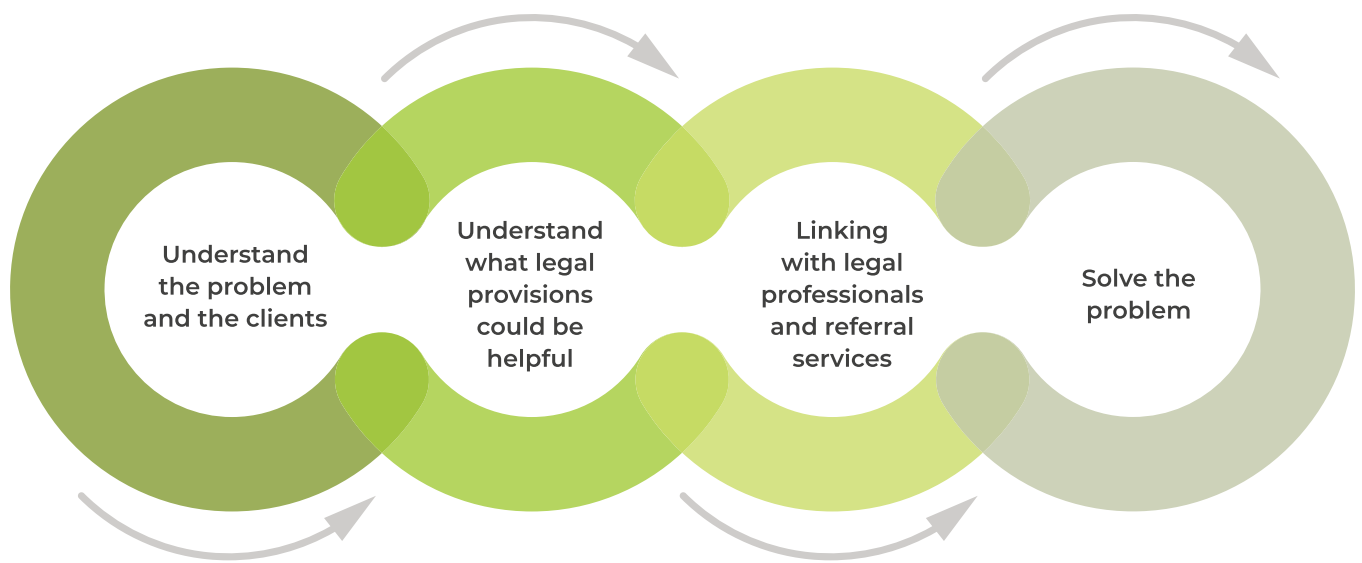 Understand
the problem
and the clients
Understand
what legal
provisions
could be
helpful
Linking
with legal
professionals
and referral
services
Solve the
problem